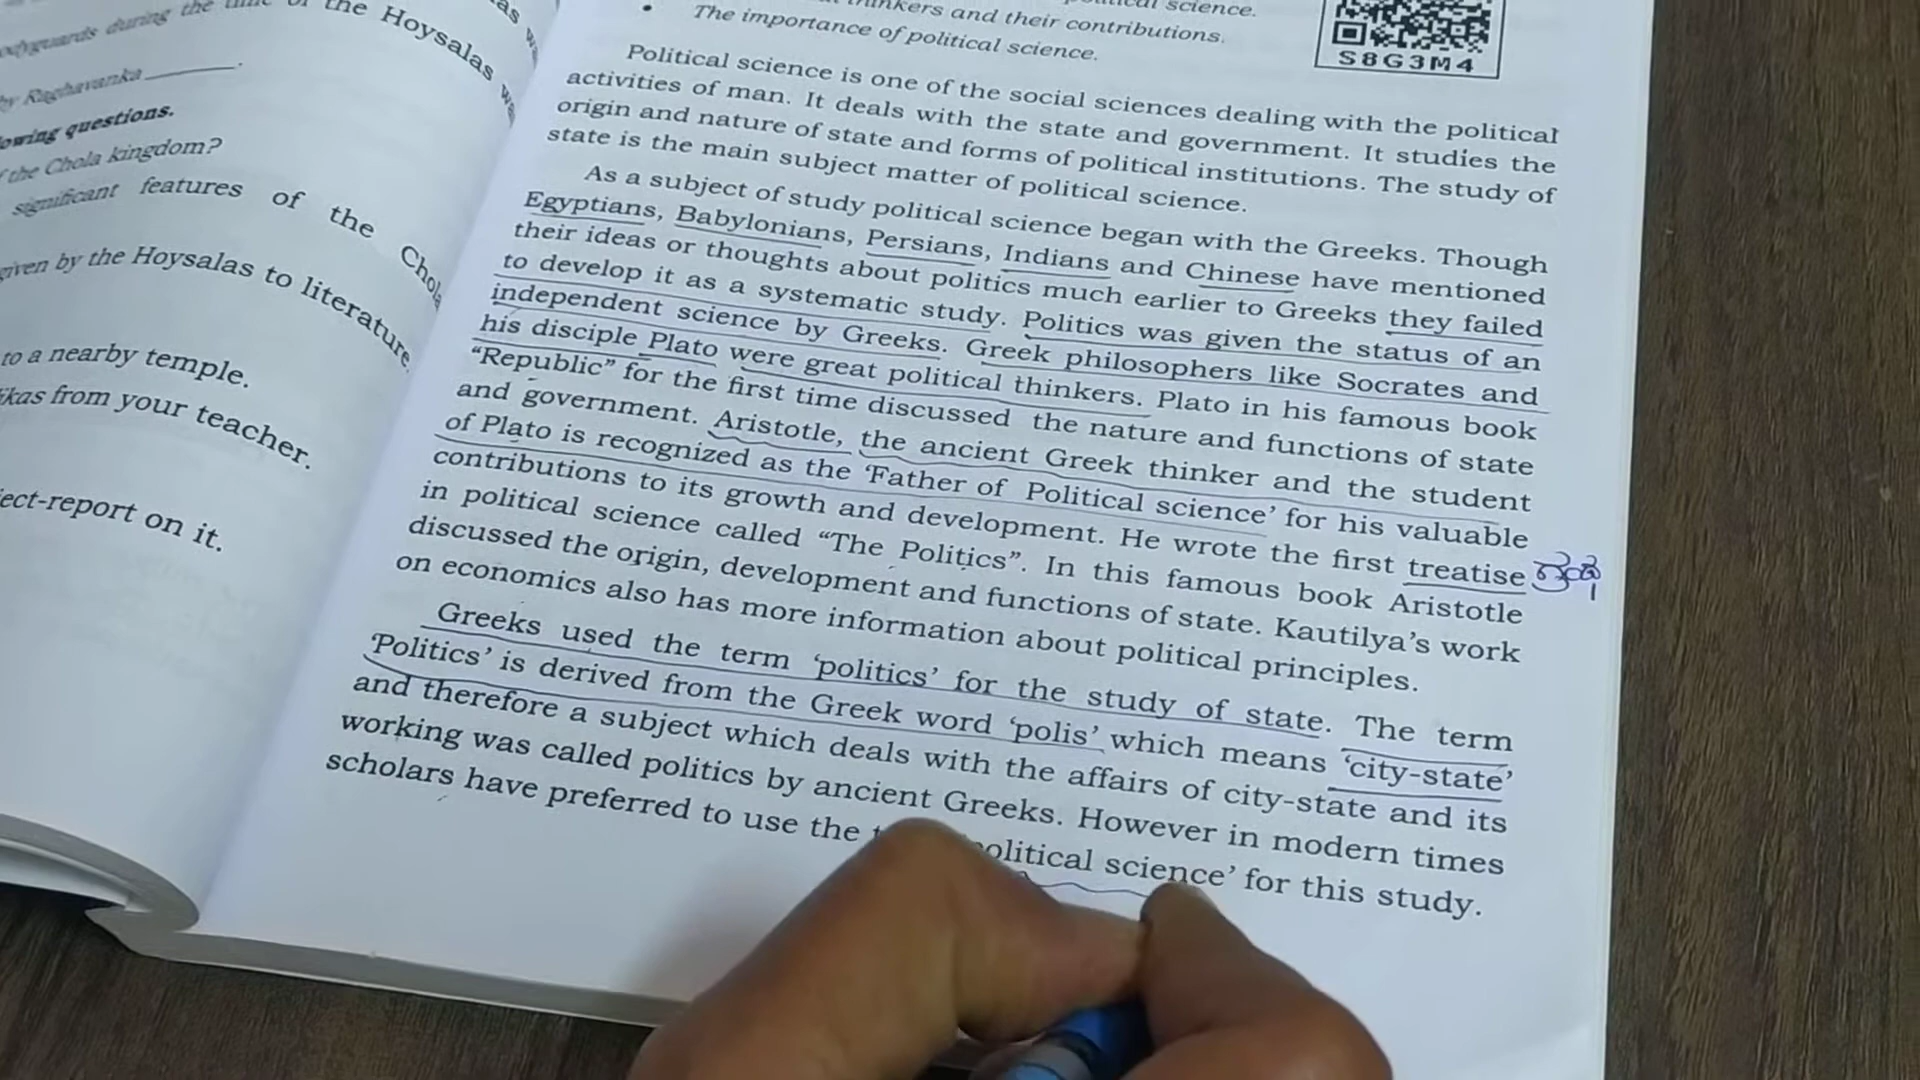 during the
the Hoysalas
by Raghavanka ______.
questions.
the Chola kingdom?
significant features of the Chola
given by the Hoysalas to literature.
to a nearby temple.
from your teacher.
ect-report on it.
science.
thinkers and their contributions.
• The importance of political science.
S8G3M4
Political science is one of the social sciences dealing with the political
activities of man. It deals with the state and government. It studies the
origin and nature of state and forms of political institutions. The study of
state is the main subject matter of political science.
As a subject of study political science began with the Greeks. Though
Egyptians, Babylonians, Persians, Indians and Chinese have mentioned
their ideas or thoughts about politics much earlier to Greeks they failed
to develop it as a systematic study. Politics was given the status of an
independent science by Greeks. Greek philosophers like Socrates and
his disciple Plato were great political thinkers. Plato in his famous book
“Republic” for the first time discussed the nature and functions of state
and government. Aristotle, the ancient Greek thinker and the student
of Plato is recognized as the ‘Father of Political science’ for his valuable
contributions to its growth and development. He wrote the first treatise
in political science called “The Politics”. In this famous book Aristotle
discussed the origin, development and functions of state. Kautilya’s work
on economics also has more information about political principles.
Greeks used the term ‘politics’ for the study of state. The term
‘Politics’ is derived from the Greek word ‘polis’ which means ‘city-state’
and therefore a subject which deals with the affairs of city-state and its
working was called politics by ancient Greeks. However in modern times
scholars have preferred to use the political science’ for this study.